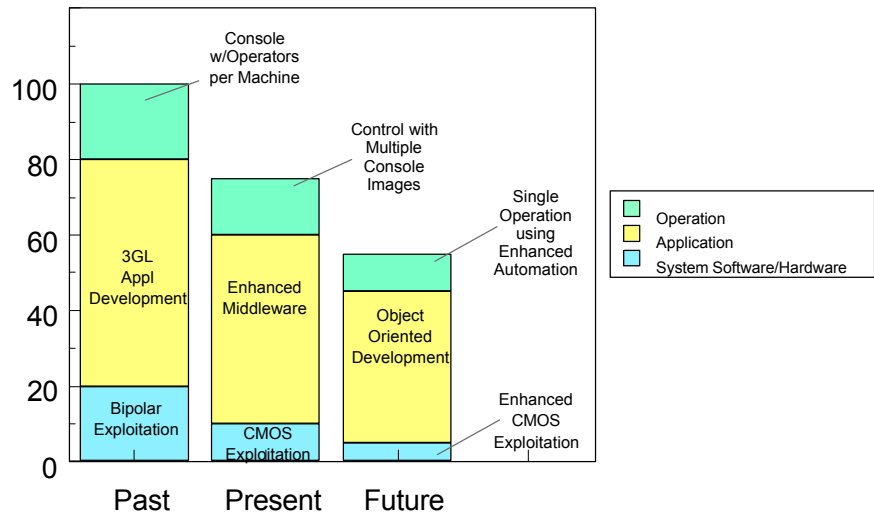 Console
w/Operators
per Machine
100
Control with
Multiple
Console
Images
80
Single
Operation
using
Enhanced
Automation
Operation
Application
System Software/Hardware
60
3GL
Appl
Development
Enhanced
Middleware
Object
Oriented
Development
40
20
Bipolar
Exploitation
CMOS
Exploitation
Enhanced
CMOS
Exploitation
0
Past
Present
Future